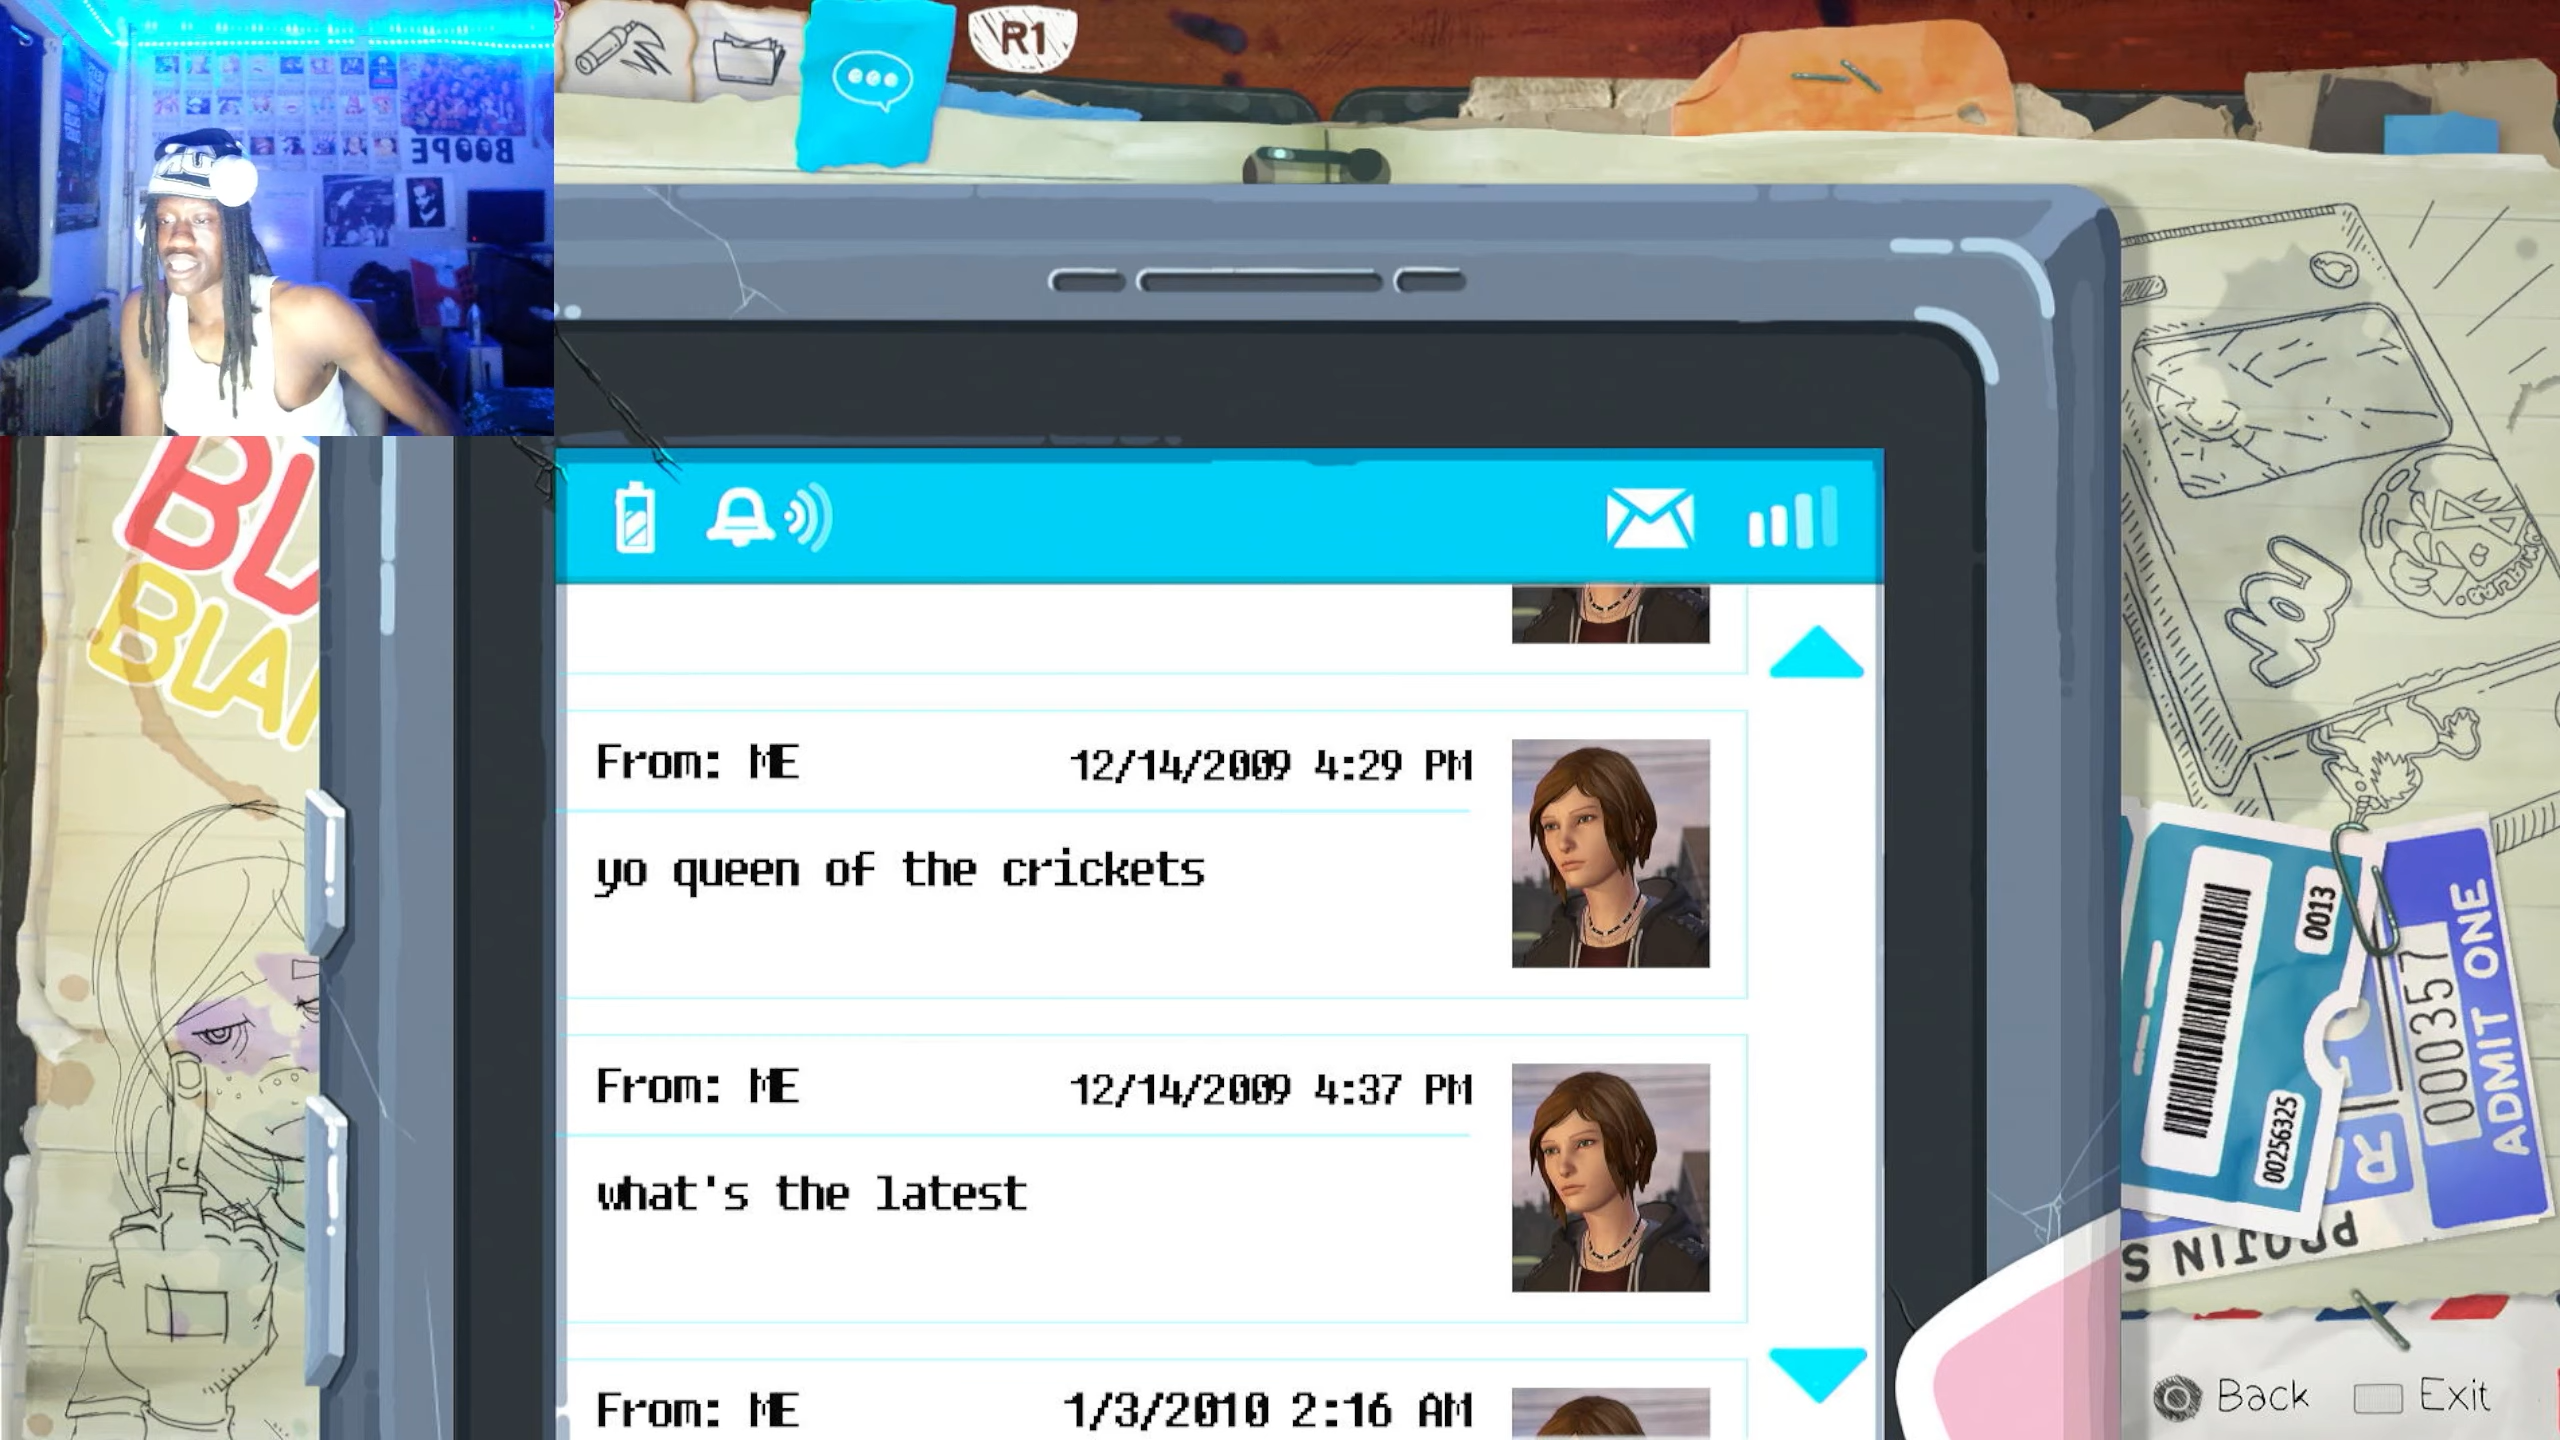 R1
BOOPE
BL
BLA
From: ME 12/14/2009 4:29 PM
yo queen of the crickets
From: ME 12/14/2009 4:37 PM
what's the latest
From: ME 1/3/2010 2:16 AM
0013
00256325
000357
ADMIT ONE
Back
Exit